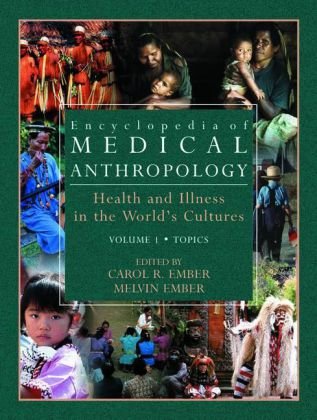 Encyclopedia of
MEDICAL
ANTHROPOLOGY
Health and Illness
in the World's Cultures
VOLUME 1 • TOPICS
EDITED BY
CAROL R. EMBER
MELVIN EMBER